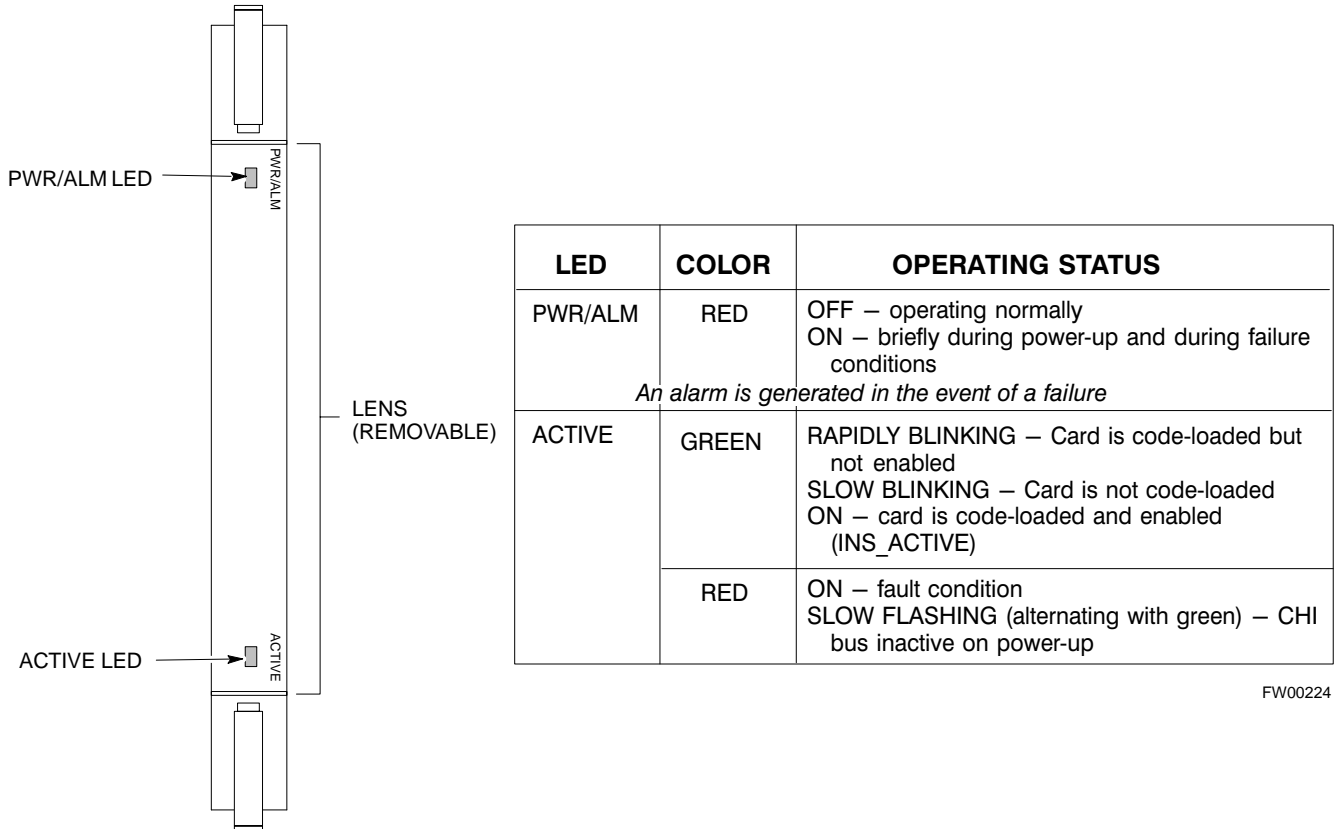 PWR/ALM LED
PWR/ALM
LENS
(REMOVABLE)
ACTIVE LED
ACTIVE
LED COLOR OPERATING STATUS
PWR/ALM RED OFF – operating normally
ON – briefly during power-up and during failure
conditions
An alarm is generated in the event of a failure
ACTIVE GREEN RAPIDLY BLINKING – Card is code-loaded but
not enabled
SLOW BLINKING – Card is not code-loaded
ON – card is code-loaded and enabled
(INS_ACTIVE)
RED ON – fault condition
SLOW FLASHING (alternating with green) – CHI
bus inactive on power-up
FW00224